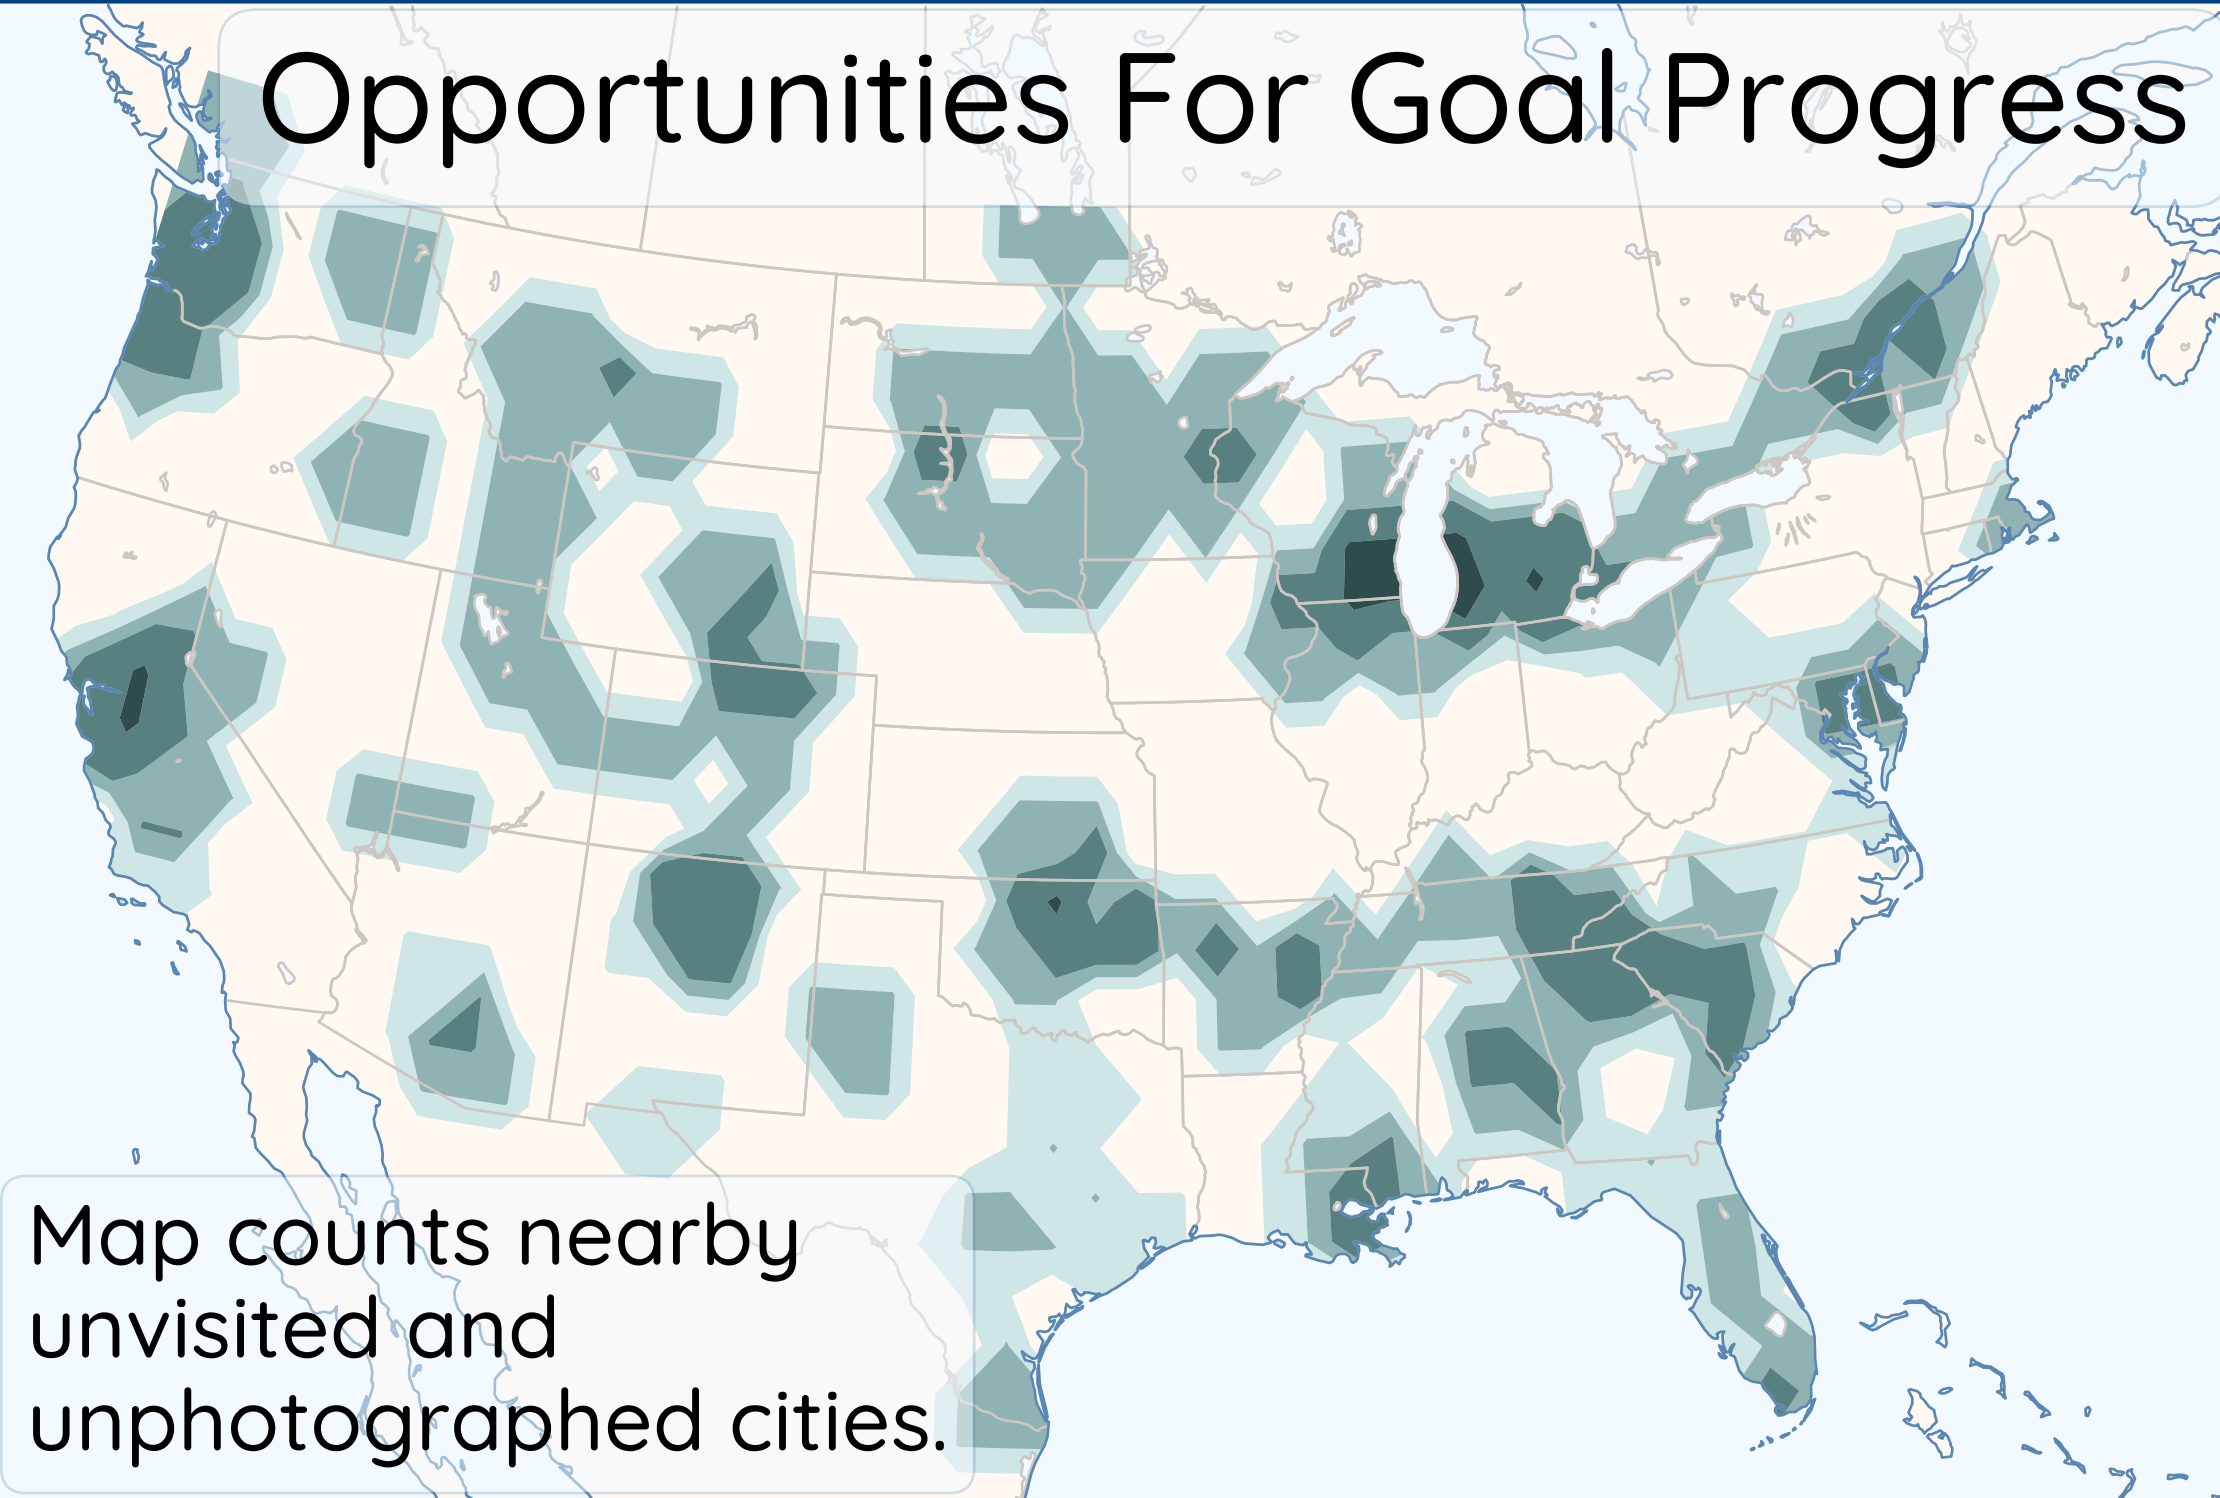 Opportunities For Goal Progress
Map counts nearby
unvisited and
unphotographed cities.